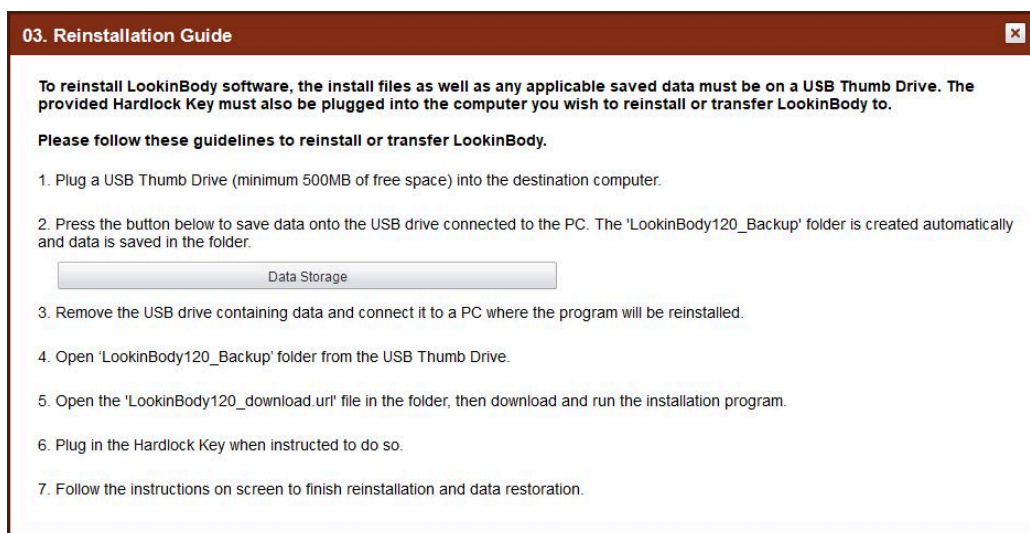 03. Reinstallation Guide
To reinstall LookinBody software, the install files as well as any applicable saved data must be on a USB Thumb Drive. The
provided Hardlock Key must also be plugged into the computer you wish to reinstall or transfer LookinBody to.
Please follow these guidelines to reinstall or transfer LookinBody.
1. Plug a USB Thumb Drive (minimum 500MB of free space) into the destination computer.
2. Press the button below to save data onto the USB drive connected to the PC. The 'LookinBody120_Backup' folder is created automatically
and data is saved in the folder.
Data Storage
3. Remove the USB drive containing data and connect it to a PC where the program will be reinstalled.
4. Open ‘LookinBody120_Backup’ folder from the USB Thumb Drive.
5. Open the 'LookinBody120_download.url' file in the folder, then download and run the installation program.
6. Plug in the Hardlock Key when instructed to do so.
7. Follow the instructions on screen to finish reinstallation and data restoration.